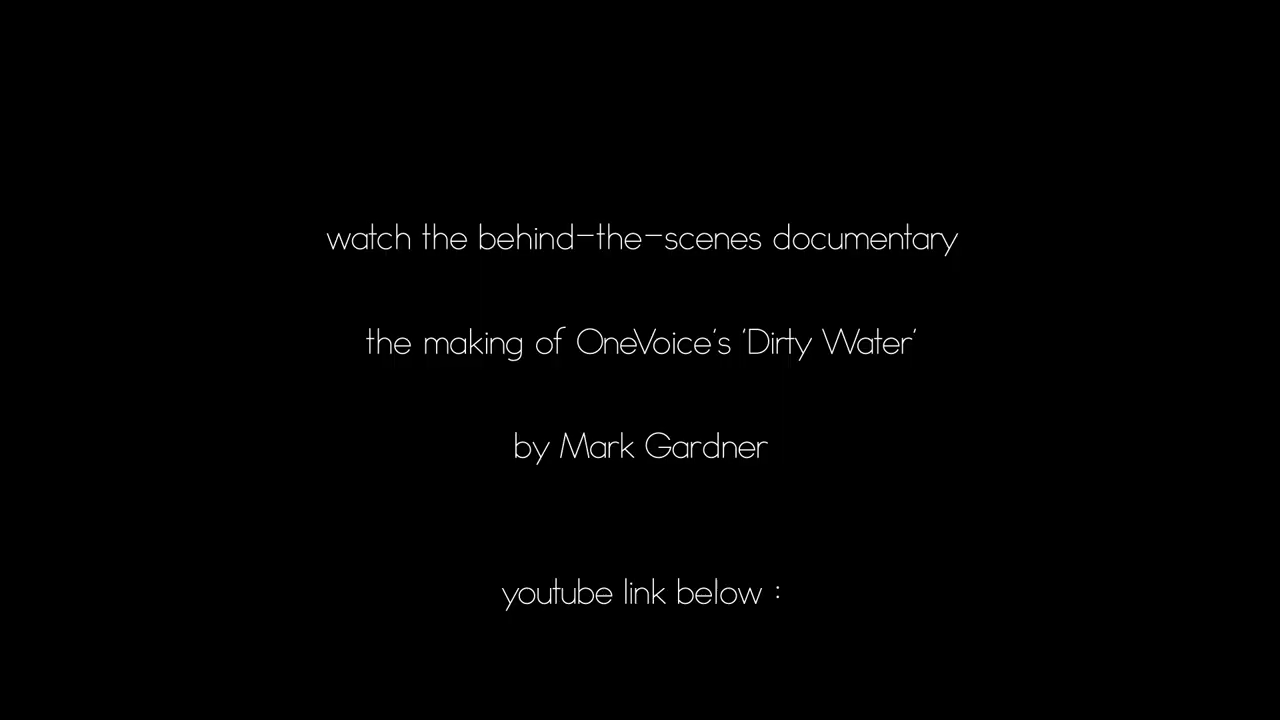 watch the behind-the-scenes documentary
the making of OneVoice's 'Dirty Water'
by Mark Gardner
youtube link below :